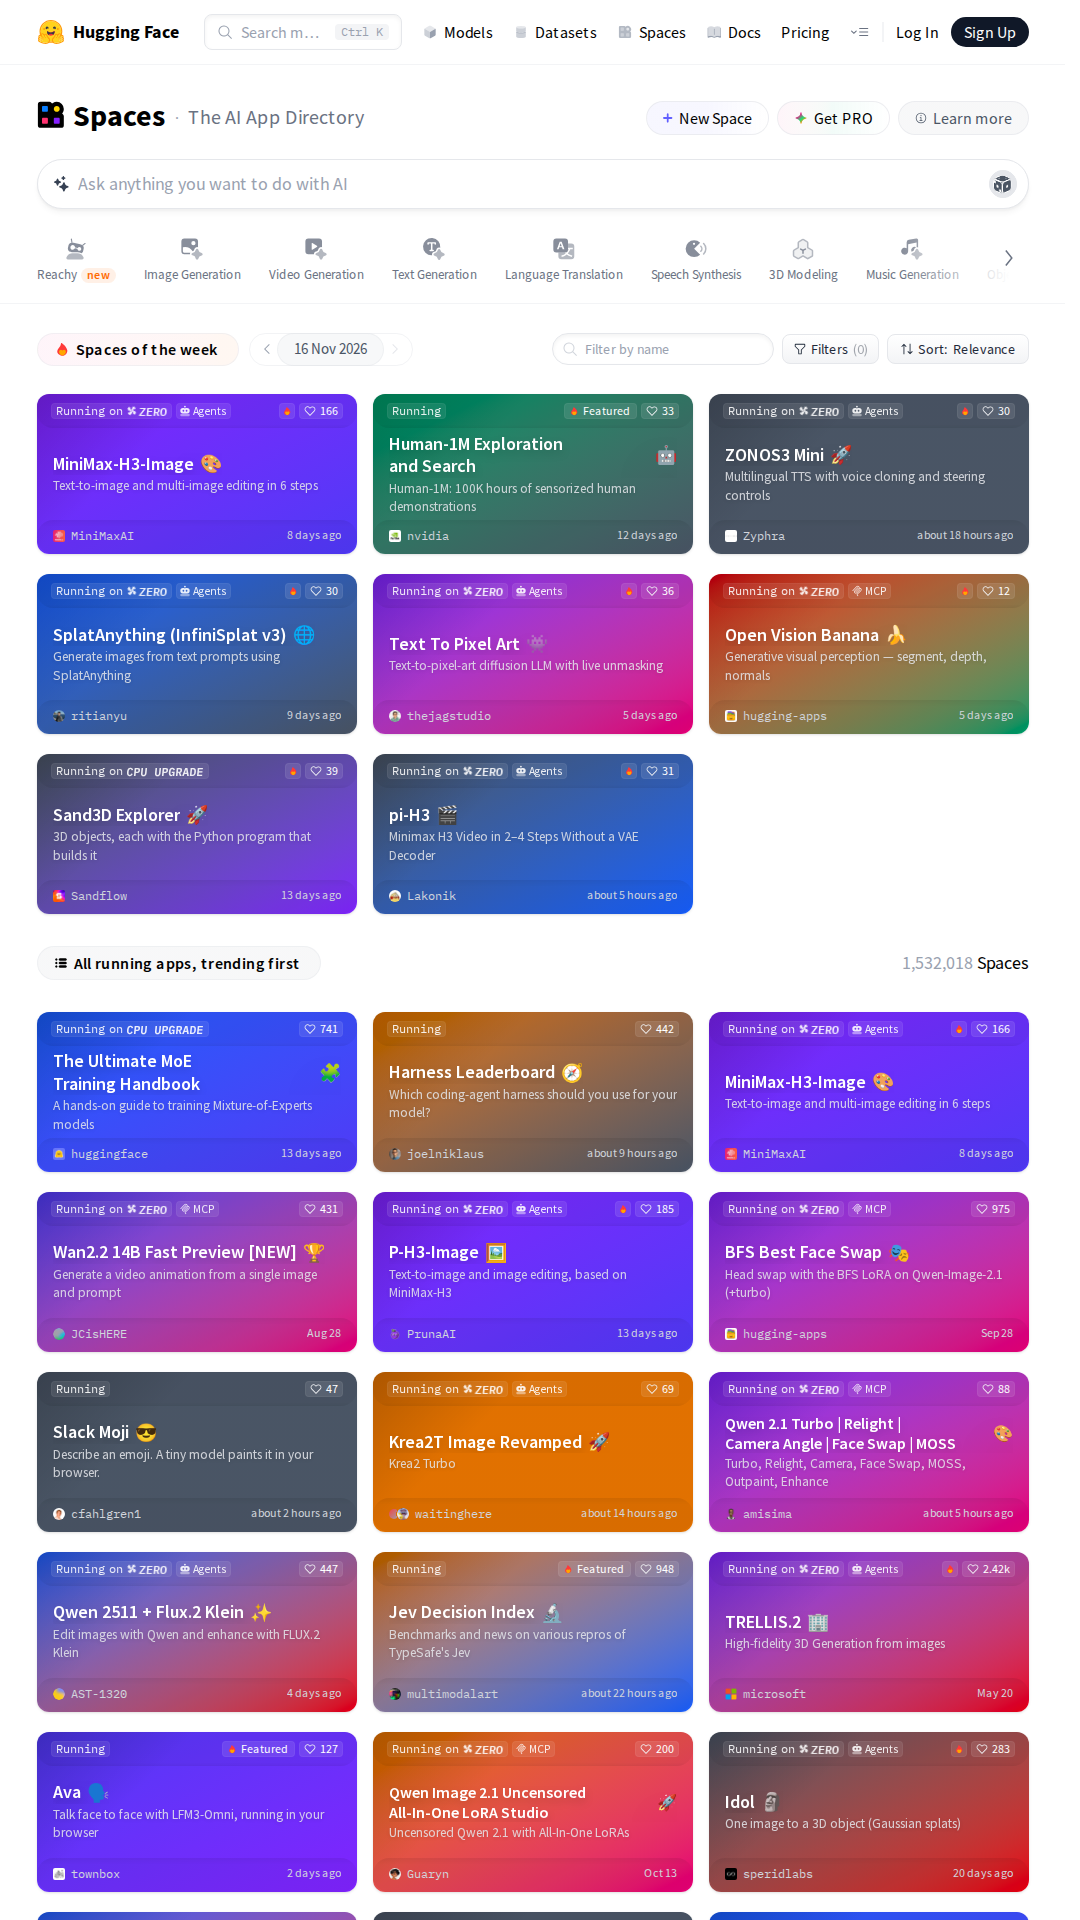 Hugging Face
Search m...
Ctrl K
Models
Datasets
Spaces
Docs
Pricing
Log In
Sign Up
Spaces · The AI App Directory
New Space
Get PRO
Learn more
Ask anything you want to do with AI
Reachy new
Image Generation
Video Generation
Text Generation
Language Translation
Speech Synthesis
3D Modeling
Music Generation
Spaces of the week
16 Nov 2026
Filter by name
Filters (0)
Sort: Relevance
Running on ZERO Agents 166
MiniMax-H3-Image 🎨
Text-to-image and multi-image editing in 6 steps
MiniMaxAI 8 days ago
Running Featured 33
Human-1M Exploration
and Search 🤖
Human-1M: 100K hours of sensorized human
demonstrations
nvidia 12 days ago
Running on ZERO Agents 30
ZONOS3 Mini 🚀
Multilingual TTS with voice cloning and steering
controls
Zyphra about 18 hours ago
Running on ZERO Agents 30
SplatAnything (InfiniSplat v3) 🌐
Generate images from text prompts using
SplatAnything
ritianyu 9 days ago
Running on ZERO Agents 36
Text To Pixel Art 👾
Text-to-pixel-art diffusion LLM with live unmasking
thejagstudio 5 days ago
Running on ZERO MCP 12
Open Vision Banana 🍌
Generative visual perception — segment, depth,
normals
hugging-apps 5 days ago
Running on CPU UPGRADE 39
Sand3D Explorer 🚀
3D objects, each with the Python program that
builds it
Sandflow 13 days ago
Running on ZERO Agents 31
pi-H3 🎬
Minimax H3 Video in 2–4 Steps Without a VAE
Decoder
Lakonik about 5 hours ago
All running apps, trending first
1,532,018 Spaces
Running on CPU UPGRADE 741
The Ultimate MoE
Training Handbook 🧩
A hands-on guide to training Mixture-of-Experts
models
huggingface 13 days ago
Running 442
Harness Leaderboard 🧭
Which coding-agent harness should you use for your
model?
joelniklaus about 9 hours ago
Running on ZERO Agents 166
MiniMax-H3-Image 🎨
Text-to-image and multi-image editing in 6 steps
MiniMaxAI 8 days ago
Running on ZERO MCP 431
Wan2.2 14B Fast Preview [NEW] 🏆
Generate a video animation from a single image
and prompt
JCisHERE Aug 28
Running on ZERO Agents 185
P-H3-Image 🖼️
Text-to-image and image editing, based on
MiniMax-H3
PrunaAI 13 days ago
Running on ZERO MCP 975
BFS Best Face Swap 🎭
Head swap with the BFS LoRA on Qwen-Image-2.1
(+turbo)
hugging-apps Sep 28
Running 47
Slack Moji 😎
Describe an emoji. A tiny model paints it in your
browser.
cfahlgren1 about 2 hours ago
Running on ZERO Agents 69
Krea2T Image Revamped 🚀
Krea2 Turbo
waitinghere about 14 hours ago
Running on ZERO MCP 88
Qwen 2.1 Turbo | Relight |
Camera Angle | Face Swap | MOSS 🎨
Turbo, Relight, Camera, Face Swap, MOSS,
Outpaint, Enhance
amisima about 5 hours ago
Running on ZERO Agents 447
Qwen 2511 + Flux.2 Klein ✨
Edit images with Qwen and enhance with FLUX.2
Klein
AST-1320 4 days ago
Running Featured 948
Jev Decision Index 🔬
Benchmarks and news on various repros of
TypeSafe's Jev
multimodalart about 22 hours ago
Running on ZERO Agents 2.42k
TRELLIS.2 🏢
High-fidelity 3D Generation from images
microsoft May 20
Running Featured 127
Ava 🗣️
Talk face to face with LFM3-Omni, running in your
browser
townbox 2 days ago
Running on ZERO MCP 200
Qwen Image 2.1 Uncensored
All-In-One LoRA Studio 🚀
Uncensored Qwen 2.1 with All-In-One LoRAs
Guaryn Oct 13
Running on ZERO Agents 283
Idol 🗿
One image to a 3D object (Gaussian splats)
speridlabs 20 days ago